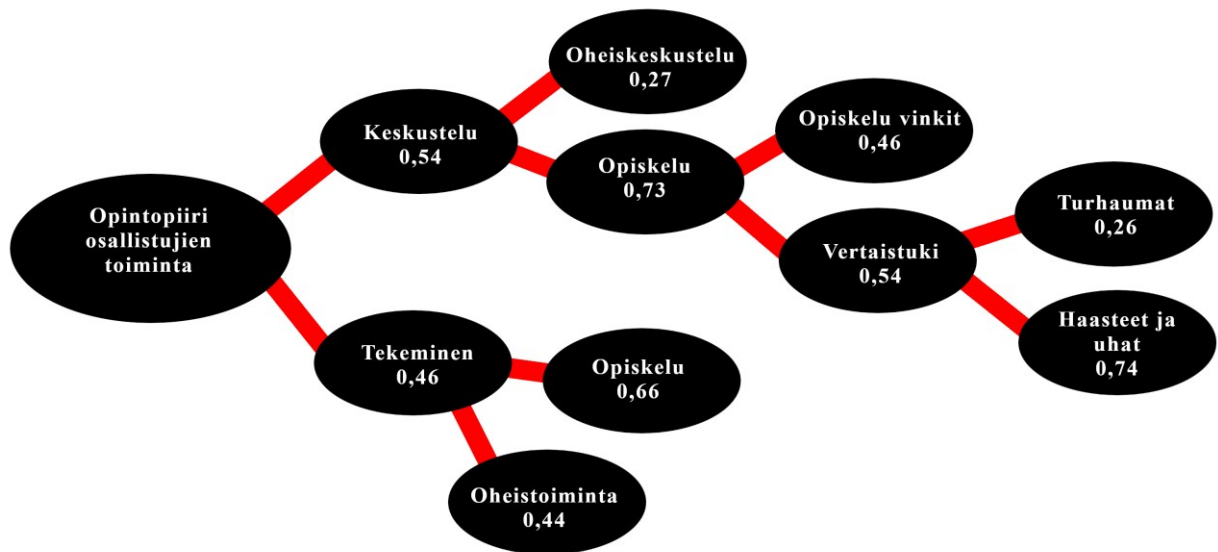 Oheiskeskustelu
0,27
Keskustelu
0,54
Opiskelu vinkit
0,46
Opiskelu
0,73
Opintopiiri
osallistujien
toiminta
Turhaumat
0,26
Vertaistuki
0,54
Haasteet ja
uhat
0,74
Tekeminen
0,46
Opiskelu
0,66
Oheistoiminta
0,44